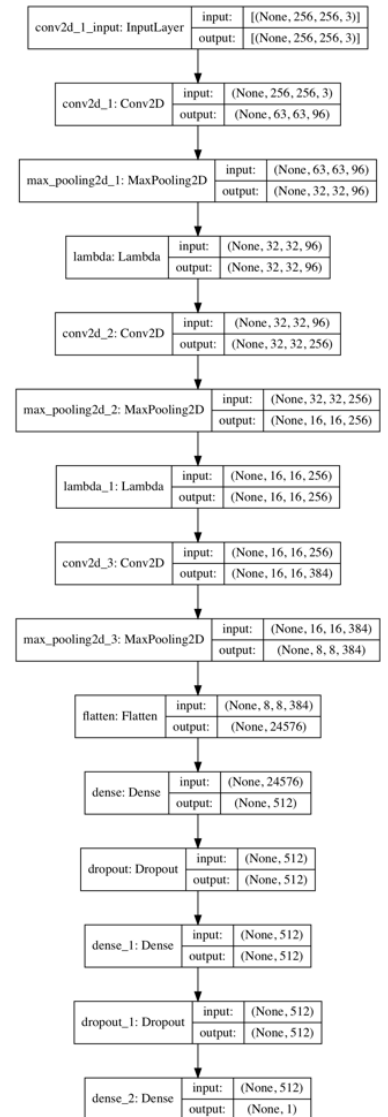 conv2d_1_input: InputLayer
input: [(None, 256, 256, 3)]
output: [(None, 256, 256, 3)]
conv2d_1: Conv2D
input: (None, 256, 256, 3)
output: (None, 63, 63, 96)
max_pooling2d_1: MaxPooling2D
input: (None, 63, 63, 96)
output: (None, 32, 32, 96)
lambda: Lambda
input: (None, 32, 32, 96)
output: (None, 32, 32, 96)
conv2d_2: Conv2D
input: (None, 32, 32, 96)
output: (None, 32, 32, 256)
max_pooling2d_2: MaxPooling2D
input: (None, 32, 32, 256)
output: (None, 16, 16, 256)
lambda_1: Lambda
input: (None, 16, 16, 256)
output: (None, 16, 16, 256)
conv2d_3: Conv2D
input: (None, 16, 16, 256)
output: (None, 16, 16, 384)
max_pooling2d_3: MaxPooling2D
input: (None, 16, 16, 384)
output: (None, 8, 8, 384)
flatten: Flatten
input: (None, 8, 8, 384)
output: (None, 24576)
dense: Dense
input: (None, 24576)
output: (None, 512)
dropout: Dropout
input: (None, 512)
output: (None, 512)
dense_1: Dense
input: (None, 512)
output: (None, 512)
dropout_1: Dropout
input: (None, 512)
output: (None, 512)
dense_2: Dense
input: (None, 512)
output: (None, 1)